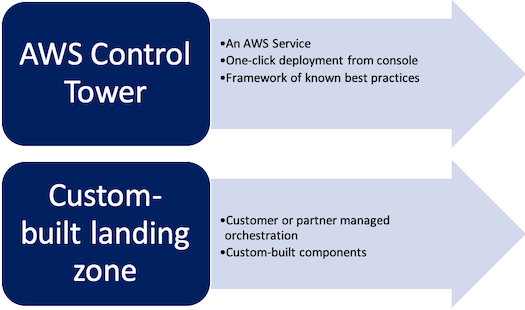 AWS Control
Tower
•An AWS Service
•One-click deployment from console
•Framework of known best practices
Custom-
built landing
zone
•Customer or partner managed
orchestration
•Custom-built components